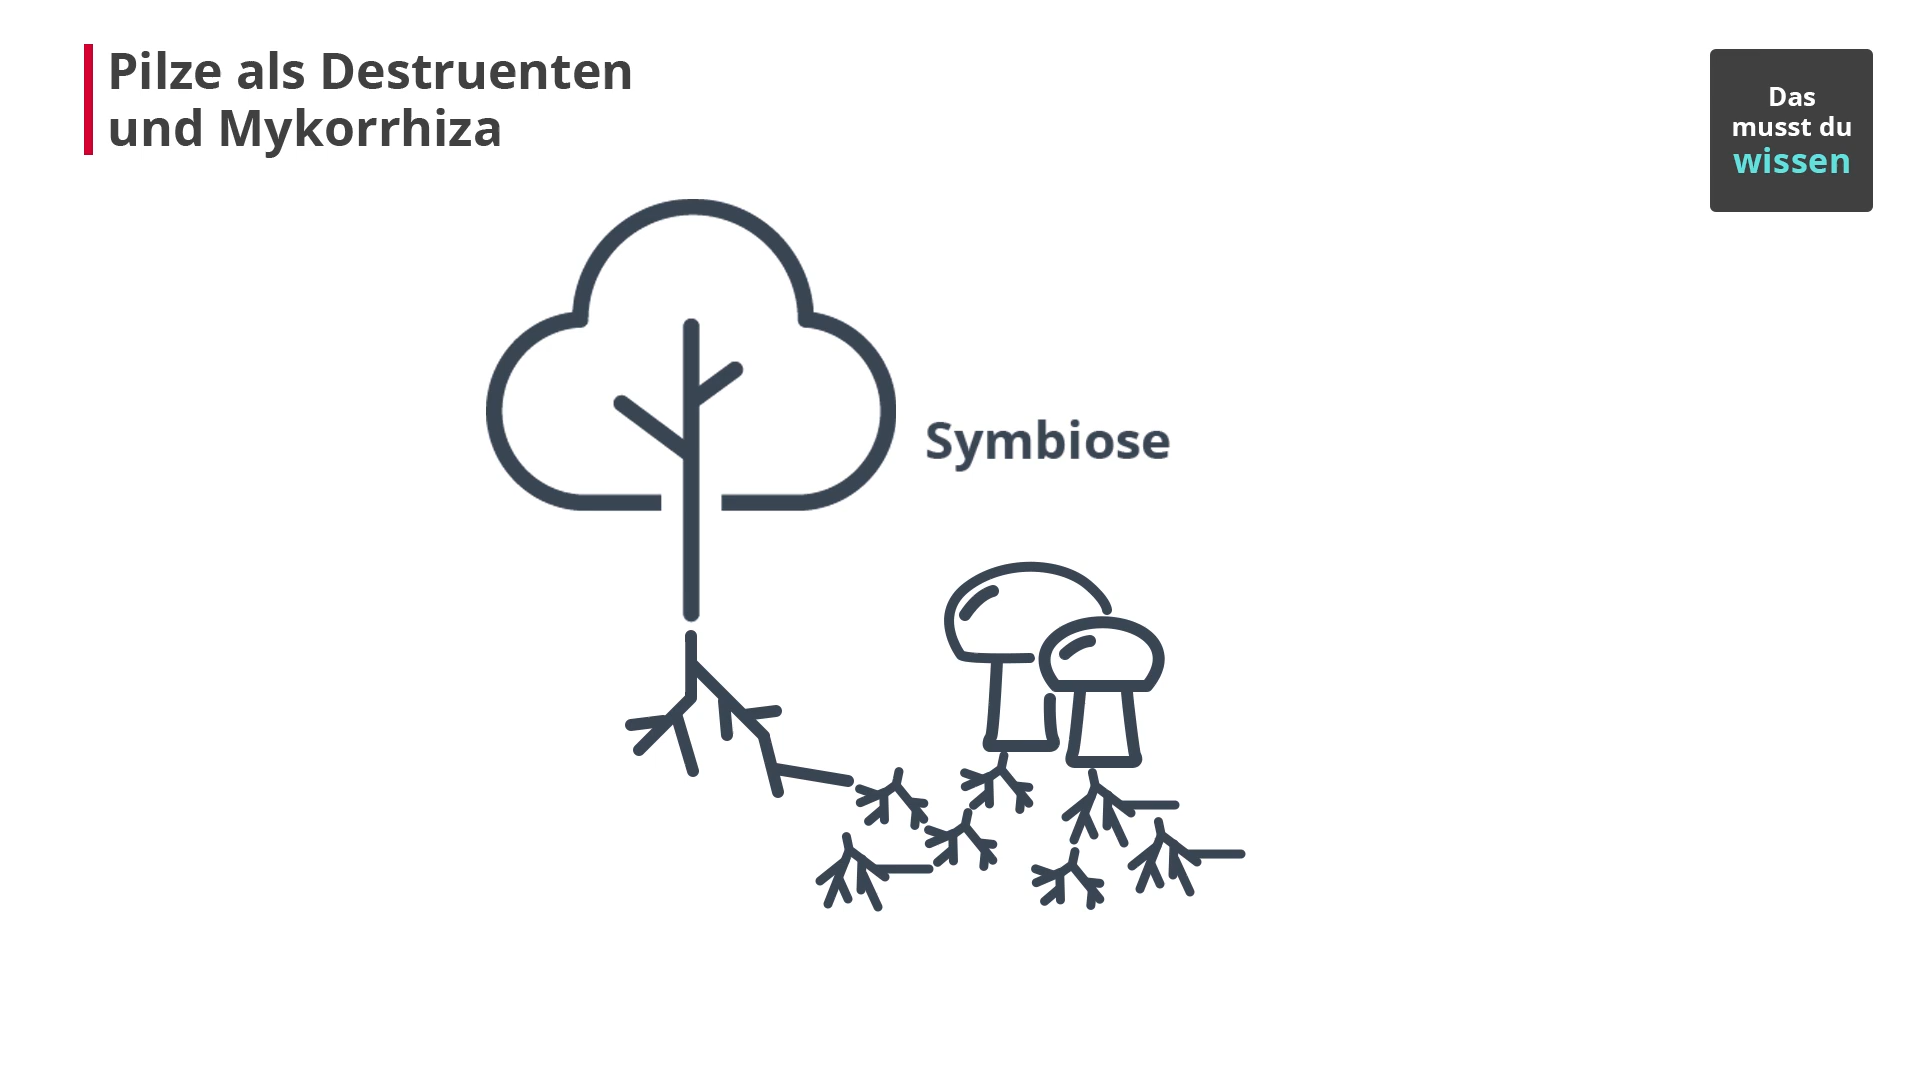 Pilze als Destruenten
und Mykorrhiza
Das
musst du
wissen
Symbiose